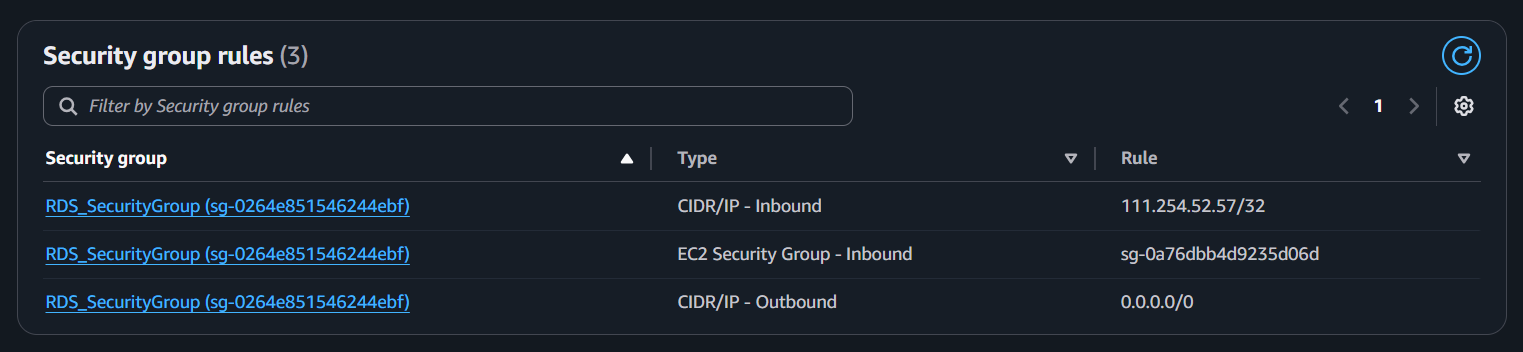 Security group rules (3)
Filter by Security group rules
1
Security group Type Rule
RDS_SecurityGroup (sg-0264e851546244ebf) CIDR/IP - Inbound 111.254.52.57/32
RDS_SecurityGroup (sg-0264e851546244ebf) EC2 Security Group - Inbound sg-0a76dbb4d9235d06d
RDS_SecurityGroup (sg-0264e851546244ebf) CIDR/IP - Outbound 0.0.0.0/0